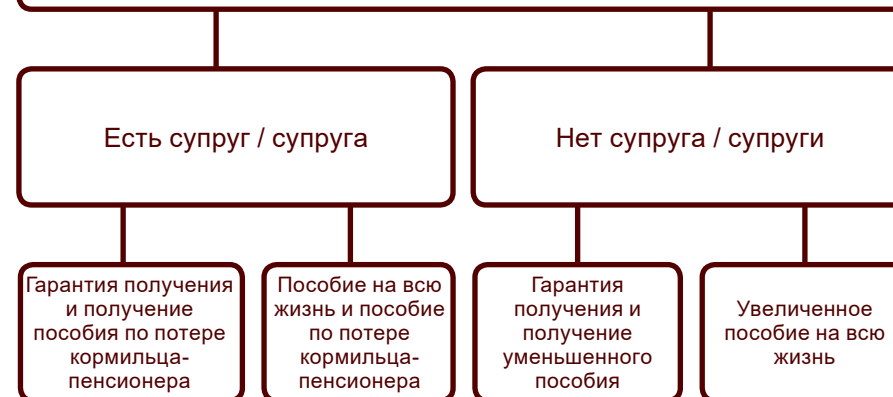 Есть супруг / супруга
Нет супруга / супруги
Гарантия получения
и получение
пособия по потере
кормильца-
пенсионера
Пособие на всю
жизнь и пособие
по потере
кормильца-
пенсионера
Гарантия
получения и
получение
уменьшенного
пособия
Увеличенное
пособие на всю
жизнь